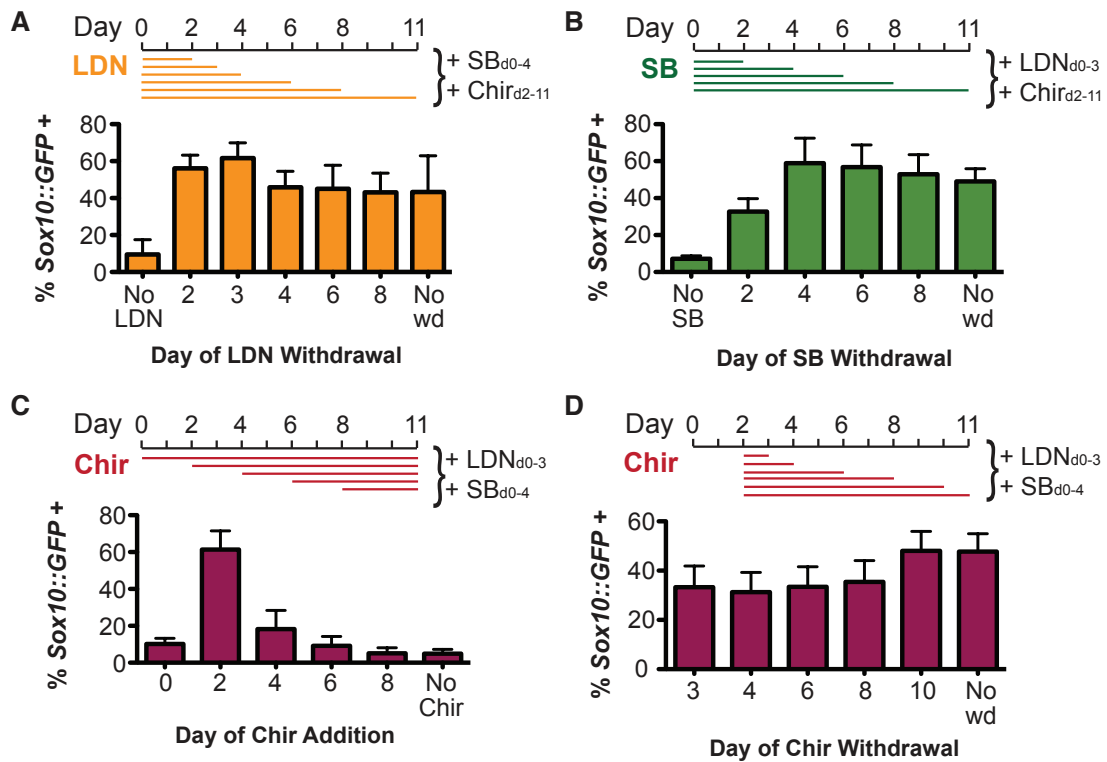 A
Day 0 2 4 6 8 11
LDN
+ SBd0-4
+ Chird2-11
% Sox10::GFP +
80
60
40
20
0
No LDN 2 3 4 6 8 No wd
Day of LDN Withdrawal
B
Day 0 2 4 6 8 11
SB
+ LDNd0-3
+ Chird2-11
% Sox10::GFP +
80
60
40
20
0
No SB 2 4 6 8 No wd
Day of SB Withdrawal
C
Day 0 2 4 6 8 11
Chir
+ LDNd0-3
+ SBd0-4
% Sox10::GFP +
80
60
40
20
0
0 2 4 6 8 No Chir
Day of Chir Addition
D
Day 0 2 4 6 8 11
Chir
+ LDNd0-3
+ SBd0-4
% Sox10::GFP +
60
40
20
0
3 4 6 8 10 No wd
Day of Chir Withdrawal